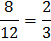 8/12 = 2/3